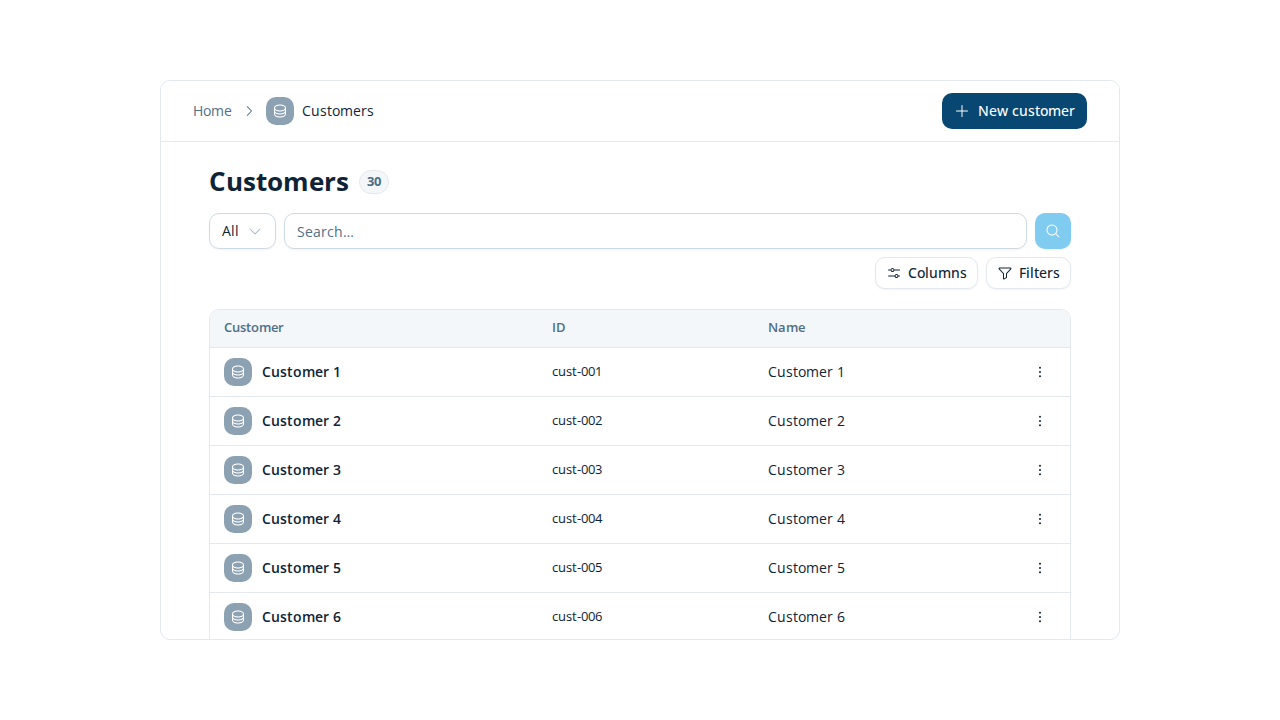 Home Customers New customer
Customers 30
All Search...
Columns Filters
Customer ID Name
Customer 1 cust-001 Customer 1
Customer 2 cust-002 Customer 2
Customer 3 cust-003 Customer 3
Customer 4 cust-004 Customer 4
Customer 5 cust-005 Customer 5
Customer 6 cust-006 Customer 6